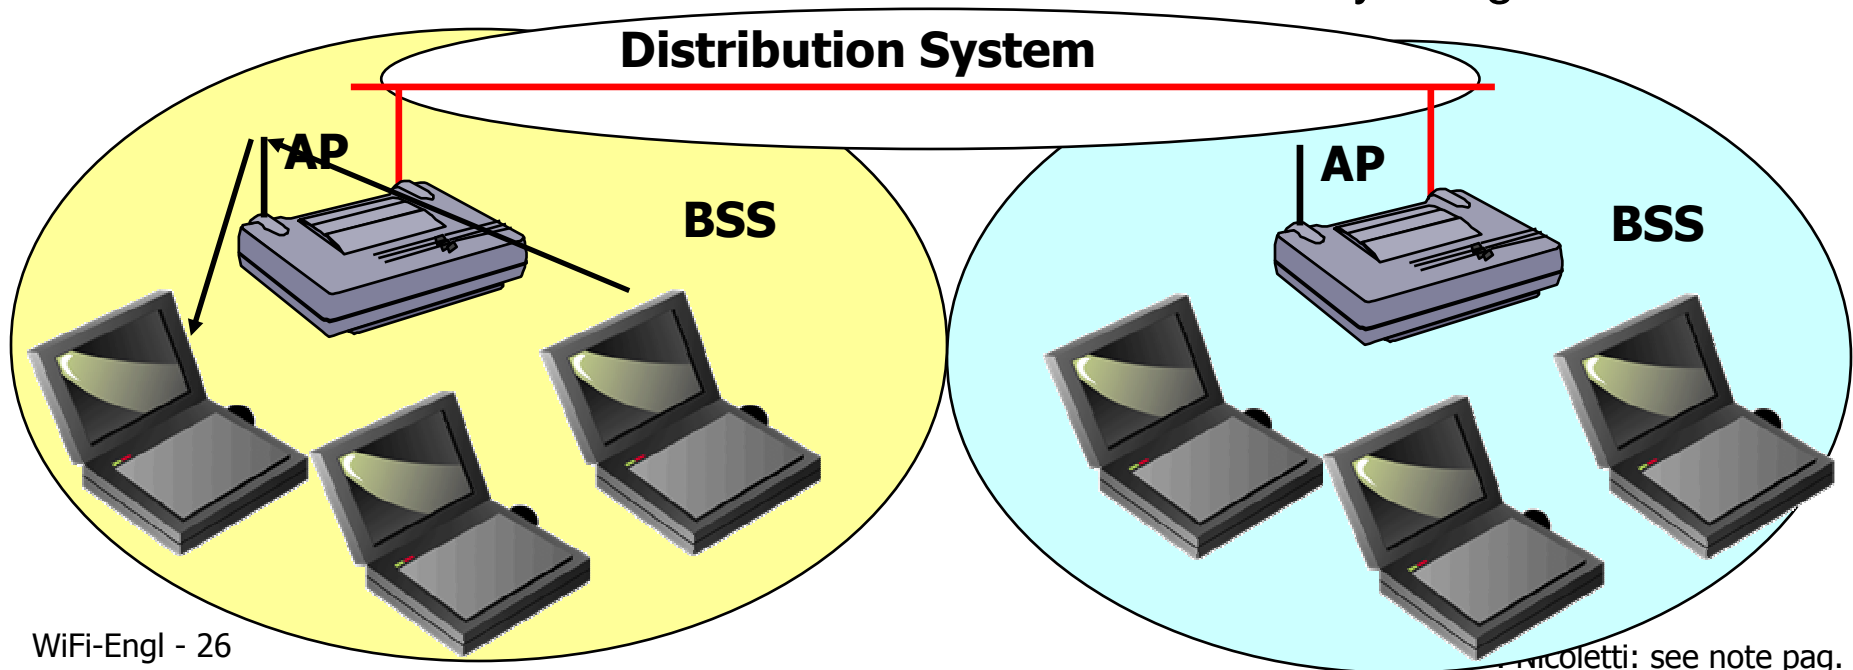 Distribution System
AP
AP
BSS
BSS
WiFi-Engl - 26
Nicoletti: see note pag.